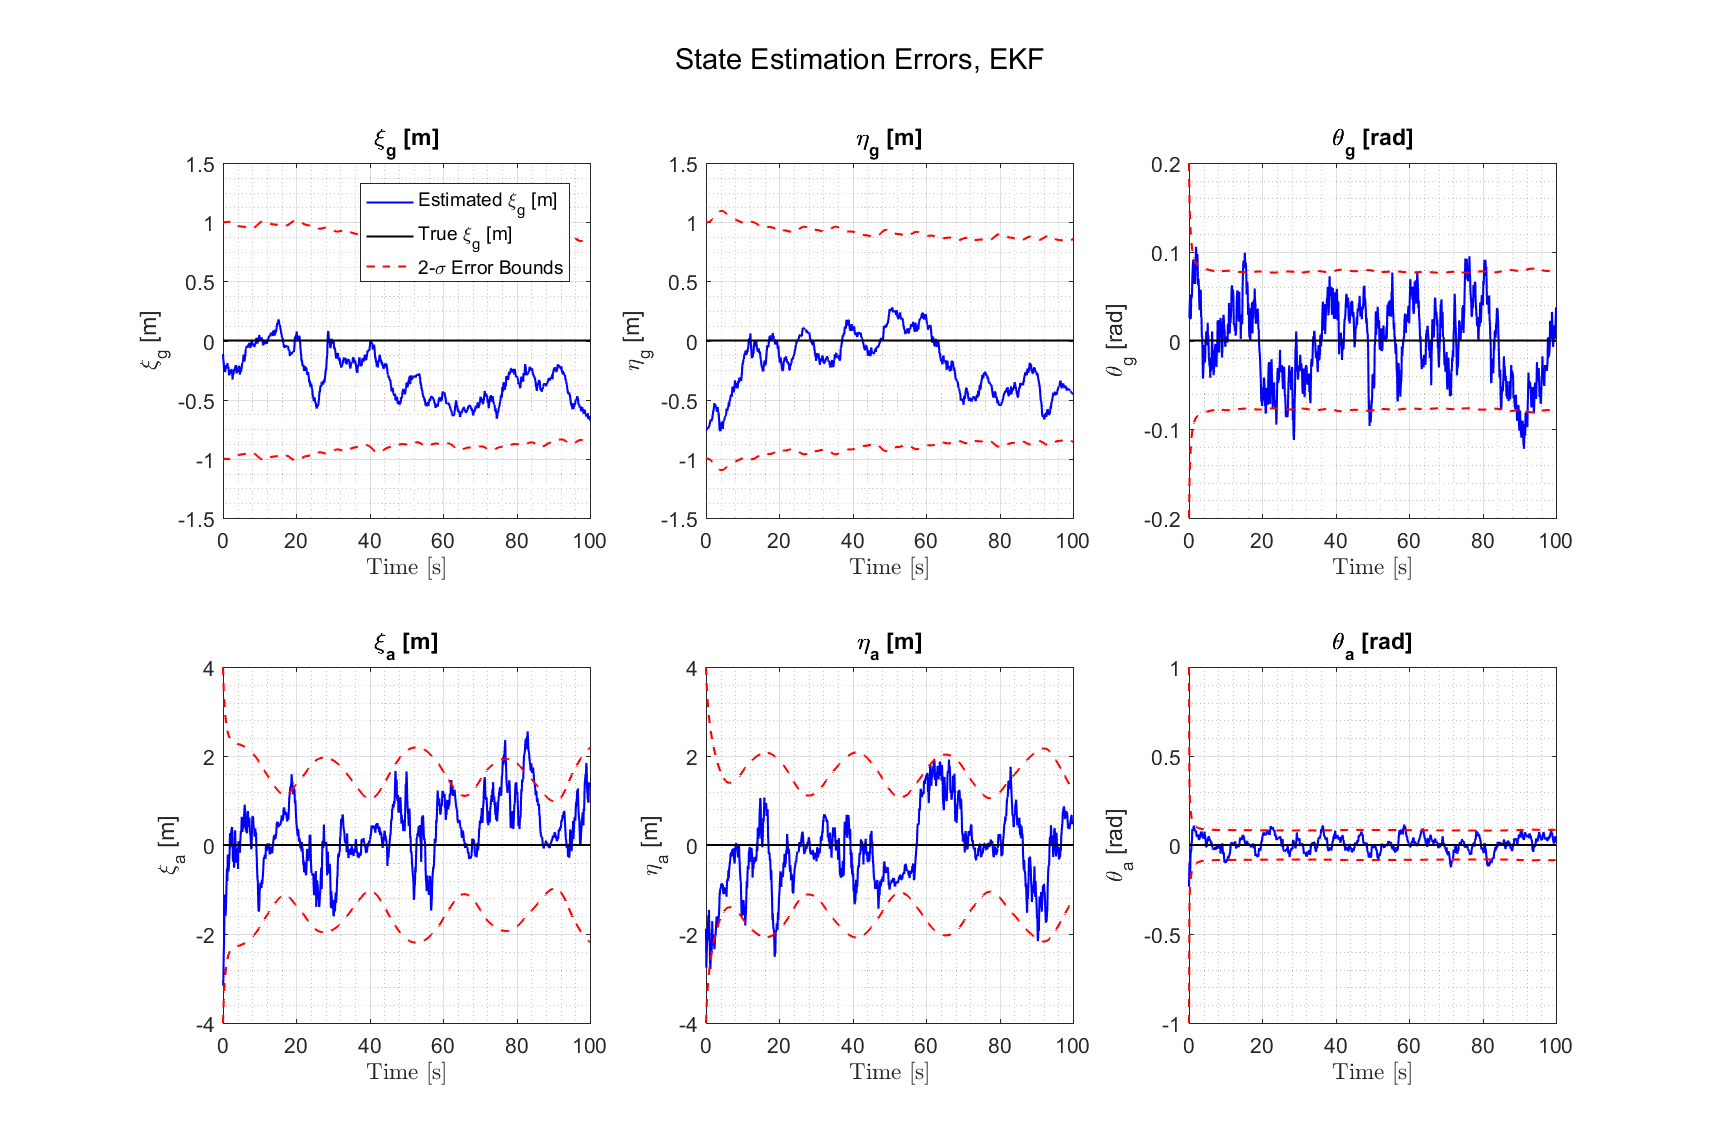 State Estimation Errors, EKF
ξg [m]
1.5
1
0.5
0
-0.5
-1
-1.5
ξg [m]
0 20 40 60 80 100
Time [s]
Estimated ξg [m]
True ξg [m]
2-σ Error Bounds
ηg [m]
1.5
1
0.5
0
-0.5
-1
-1.5
ηg [m]
0 20 40 60 80 100
Time [s]
θg [rad]
0.2
0.1
0
-0.1
-0.2
θg [rad]
0 20 40 60 80 100
Time [s]
ξa [m]
4
2
0
-2
-4
ξa [m]
0 20 40 60 80 100
Time [s]
ηa [m]
4
2
0
-2
-4
ηa [m]
0 20 40 60 80 100
Time [s]
θa [rad]
1
0.5
0
-0.5
-1
θa [rad]
0 20 40 60 80 100
Time [s]